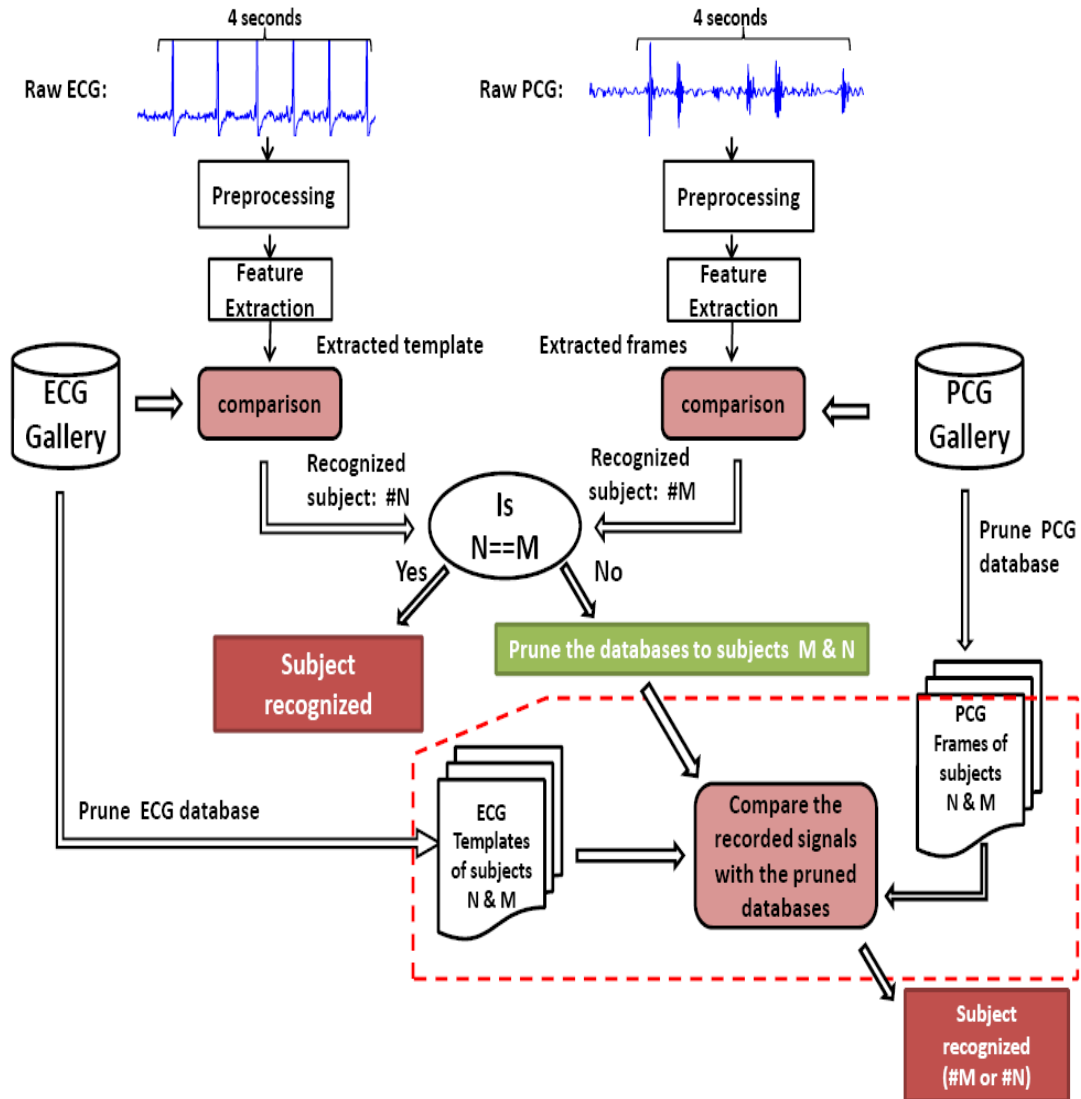 4 seconds
4 seconds
Raw ECG:
Raw PCG:
Preprocessing
Preprocessing
Feature
Extraction
Feature
Extraction
Extracted template
Extracted frames
ECG
Gallery
comparison
comparison
PCG
Gallery
Recognized
subject: #N
Recognized
subject: #M
Is
N==M
Yes
No
Prune PCG
database
Subject
recognized
Prune the databases to subjects M & N
PCG
Frames of
subjects
N & M
Prune ECG database
ECG
Templates
of subjects
N & M
Compare the
recorded signals
with the pruned
databases
Subject
recognized
(#M or #N)